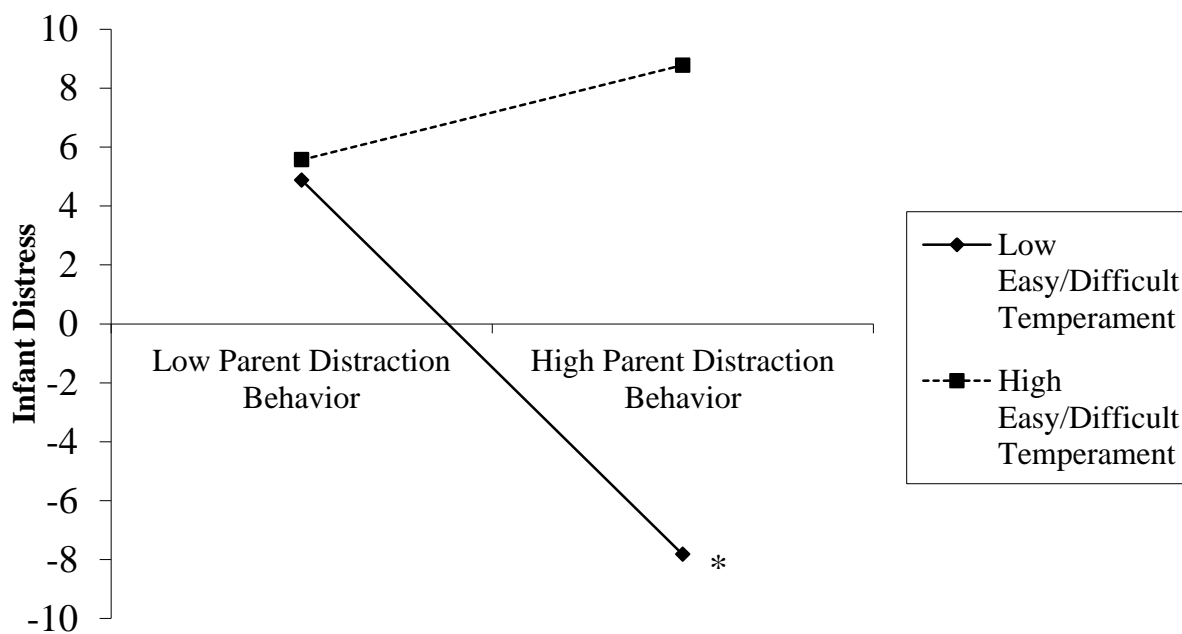 10
8
6
4
2
0
-2
-4
-6
-8
-10
Infant Distress
Low Parent Distraction
Behavior
High Parent Distraction
Behavior
*
Low
Easy/Difficult
Temperament
High
Easy/Difficult
Temperament